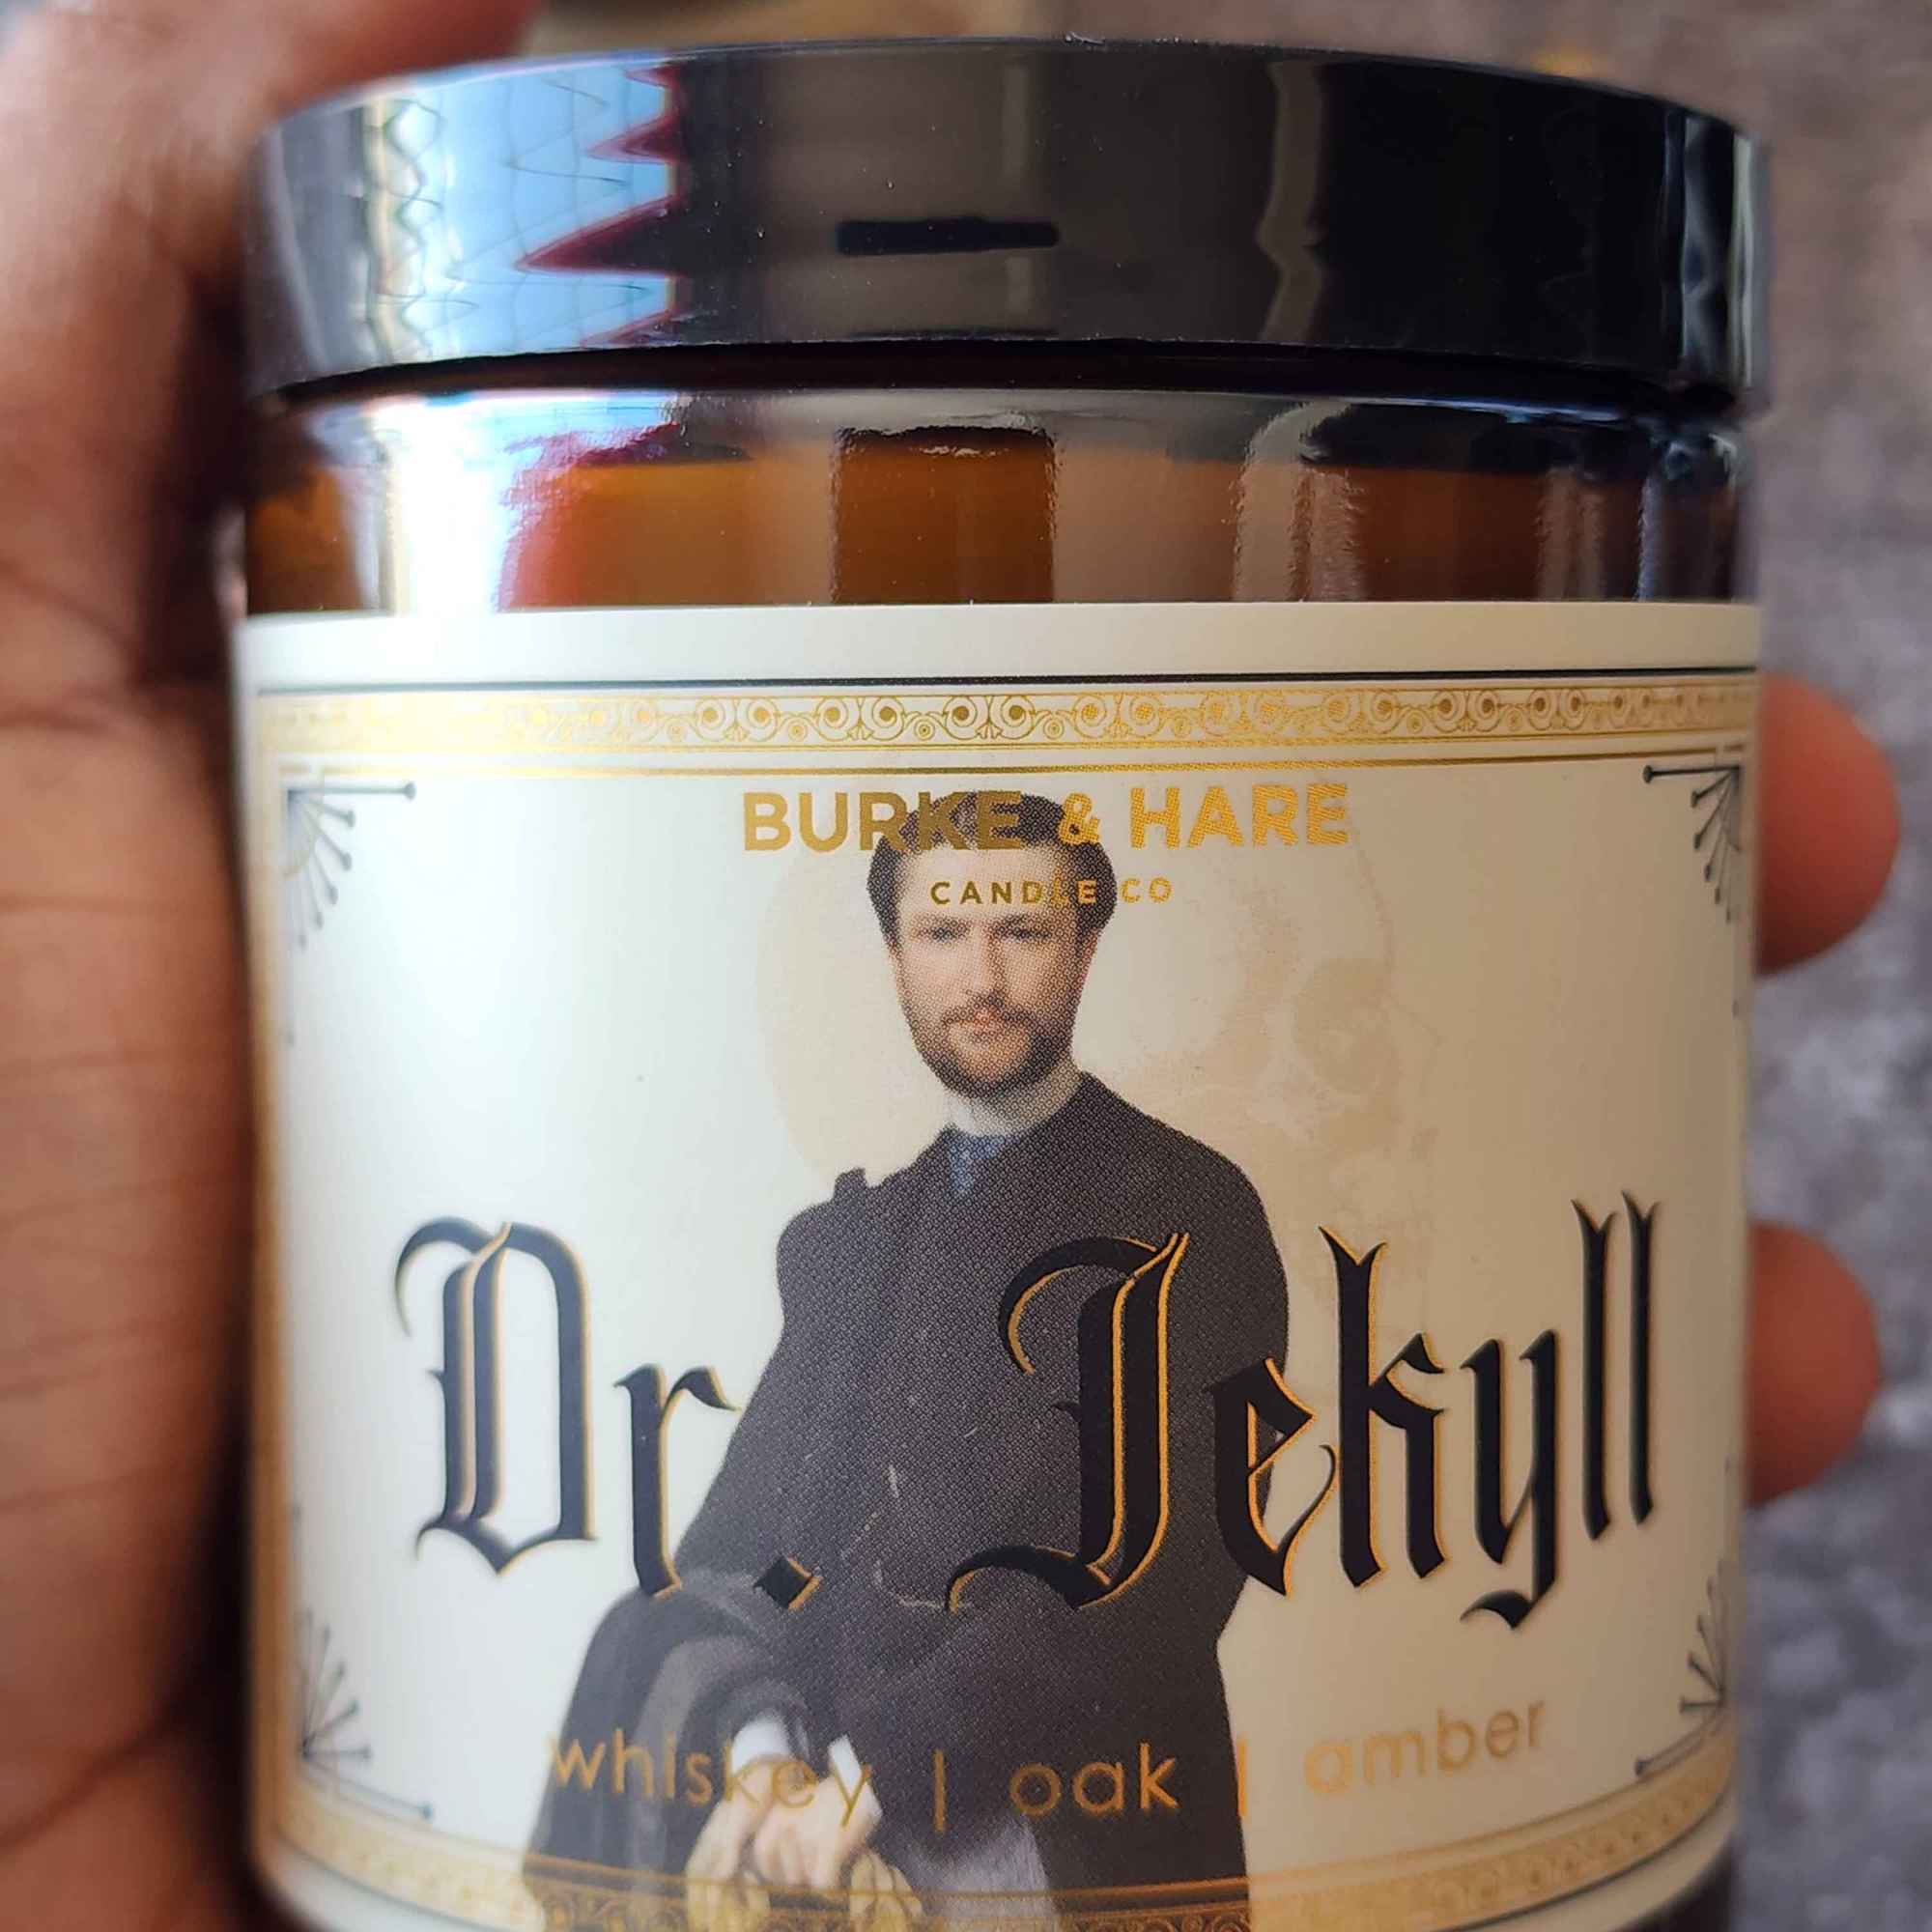 BURKE & HARE
CANDLE CO
Dr. Jekyll
whiskey | oak | amber